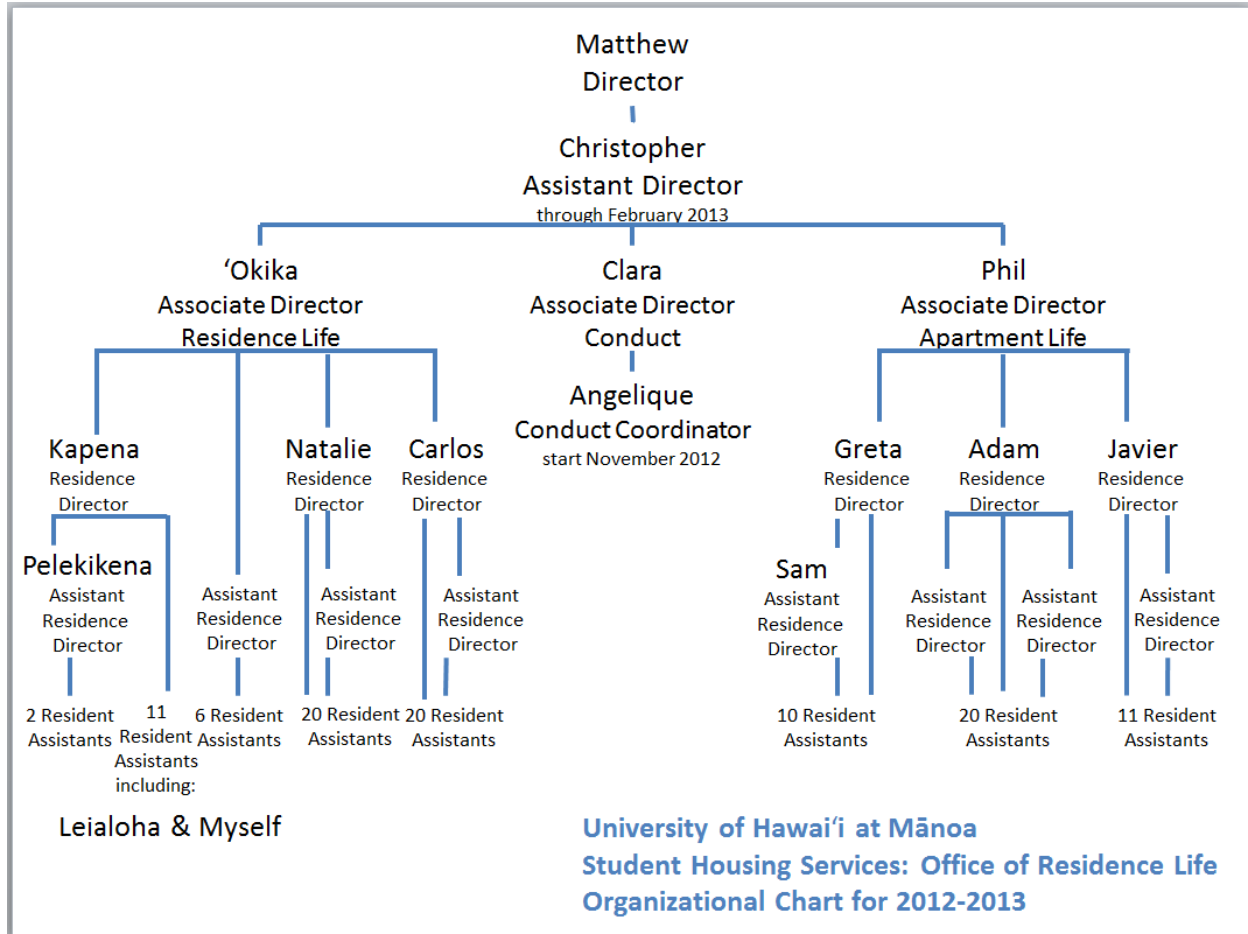 Matthew
Director
Christopher
Assistant Director
through February 2013
‘Okika
Associate Director
Residence Life
Clara
Associate Director
Conduct
Phil
Associate Director
Apartment Life
Angelique
Conduct Coordinator
start November 2012
Kapena
Residence
Director
Natalie
Residence
Director
Carlos
Residence
Director
Greta
Residence
Director
Adam
Residence
Director
Javier
Residence
Director
Pelekikena
Assistant
Residence
Director
Assistant
Residence
Director
Assistant
Residence
Director
Assistant
Residence
Director
Sam
Assistant
Residence
Director
Assistant
Residence
Director
Assistant
Residence
Director
Assistant
Residence
Director
2 Resident
Assistants
11
Resident
Assistants
including:
6 Resident
Assistants
20 Resident
Assistants
20 Resident
Assistants
10 Resident
Assistants
20 Resident
Assistants
11 Resident
Assistants
Leialoha & Myself
University of Hawai‘i at Mānoa
Student Housing Services: Office of Residence Life
Organizational Chart for 2012-2013